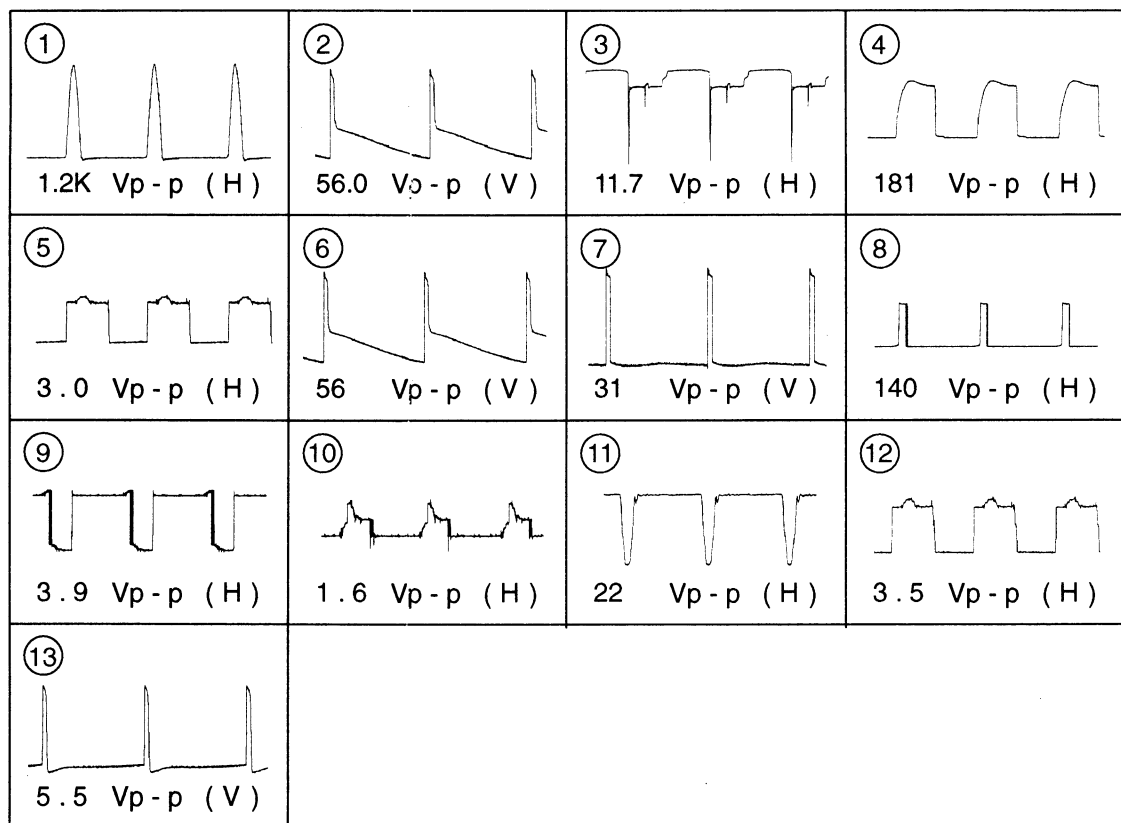 1
1.2K Vp - p ( H )
2
56.0 Vp - p ( V )
3
11.7 Vp - p ( H )
4
181 Vp - p ( H )
5
3 . 0 Vp - p ( H )
6
56 Vp - p ( V )
7
31 Vp - p ( V )
8
140 Vp - p ( H )
9
3 . 9 Vp - p ( H )
10
1 . 6 Vp - p ( H )
11
22 Vp - p ( H )
12
3 . 5 Vp - p ( H )
13
5 . 5 Vp - p ( V )